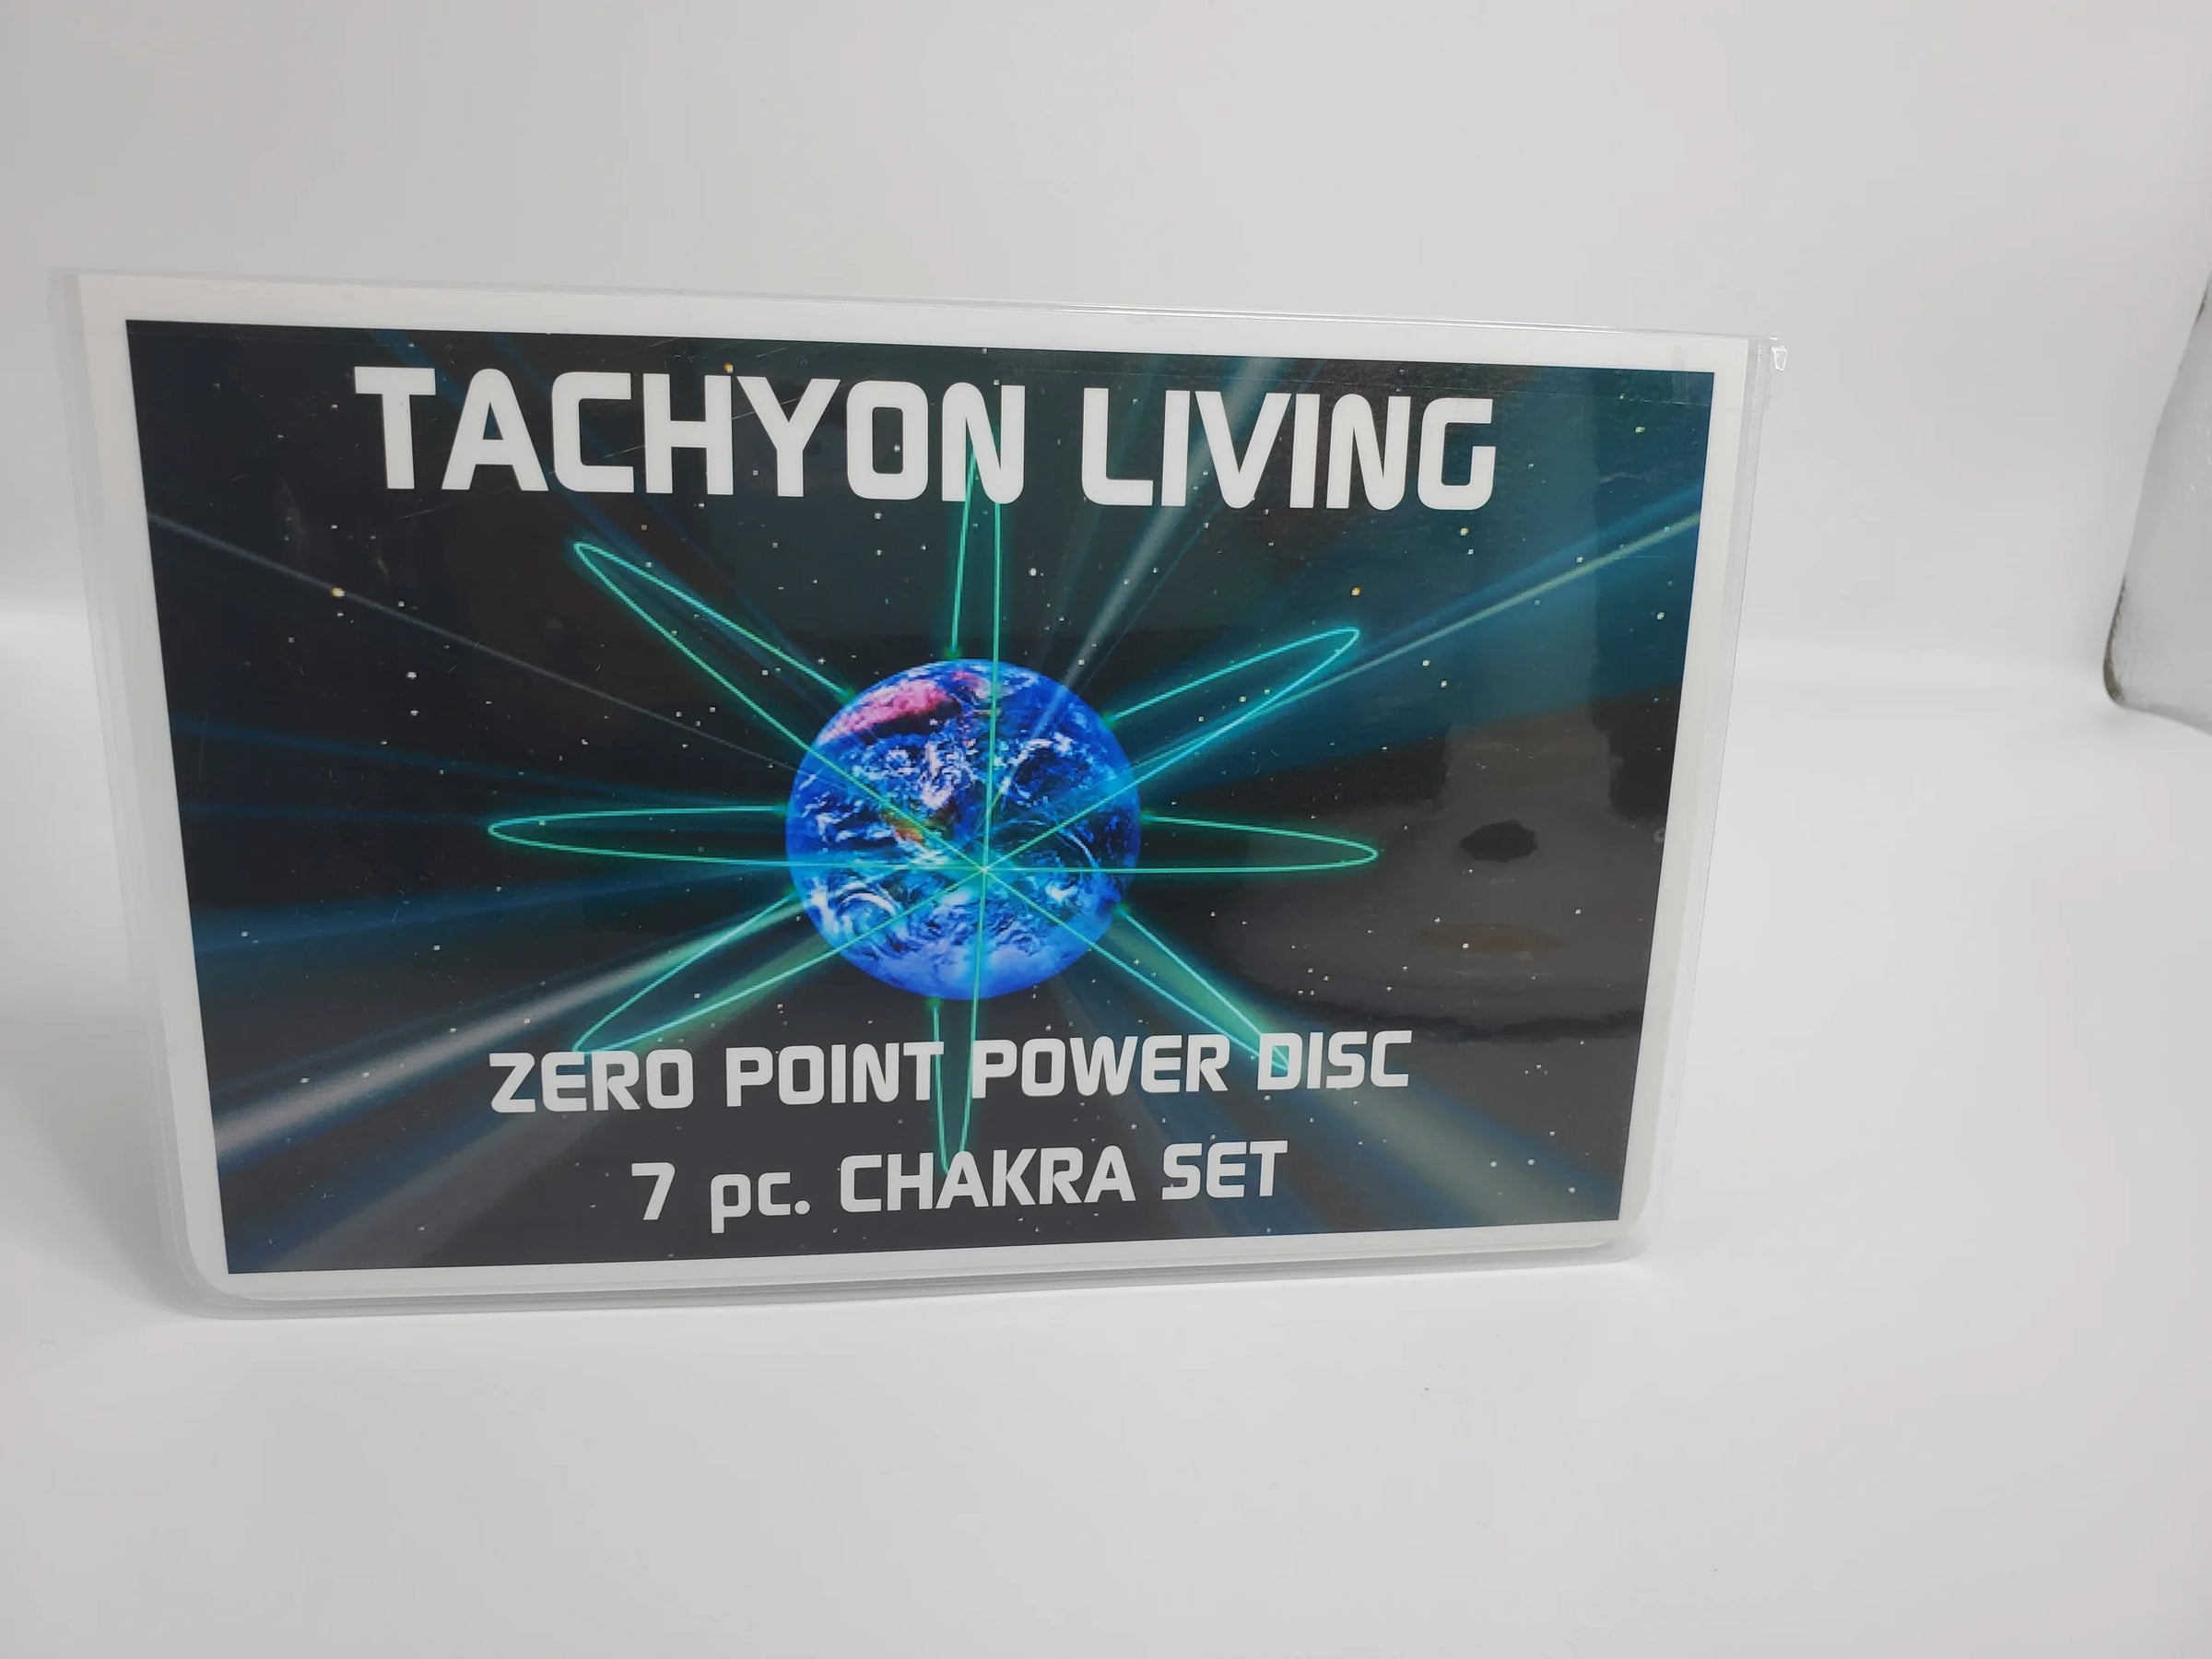 TACHYON LIVING
ZERO POINT POWER DISC
7 pc. CHAKRA SET